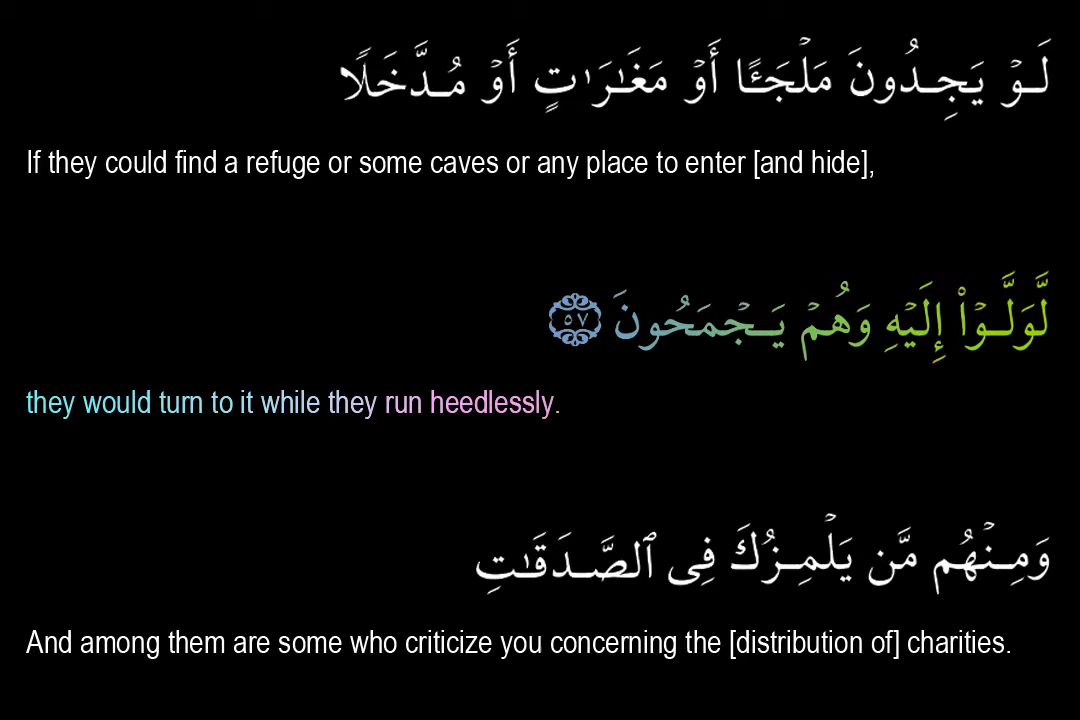 لَوۡ يَجِدُونَ مَلۡجَـًٔا أَوۡ مَغَٰرَٰتٍ أَوۡ مُدَّخَلًا
If they could find a refuge or some caves or any place to enter [and hide],
لَّوَلَّوۡاْ إِلَيۡهِ وَهُمۡ يَجۡمَحُونَ ٥٧
they would turn to it while they run heedlessly.
وَمِنۡهُم مَّن يَلۡمِزُكَ فِي ٱلصَّدَقَٰتِ
And among them are some who criticize you concerning the [distribution of] charities.